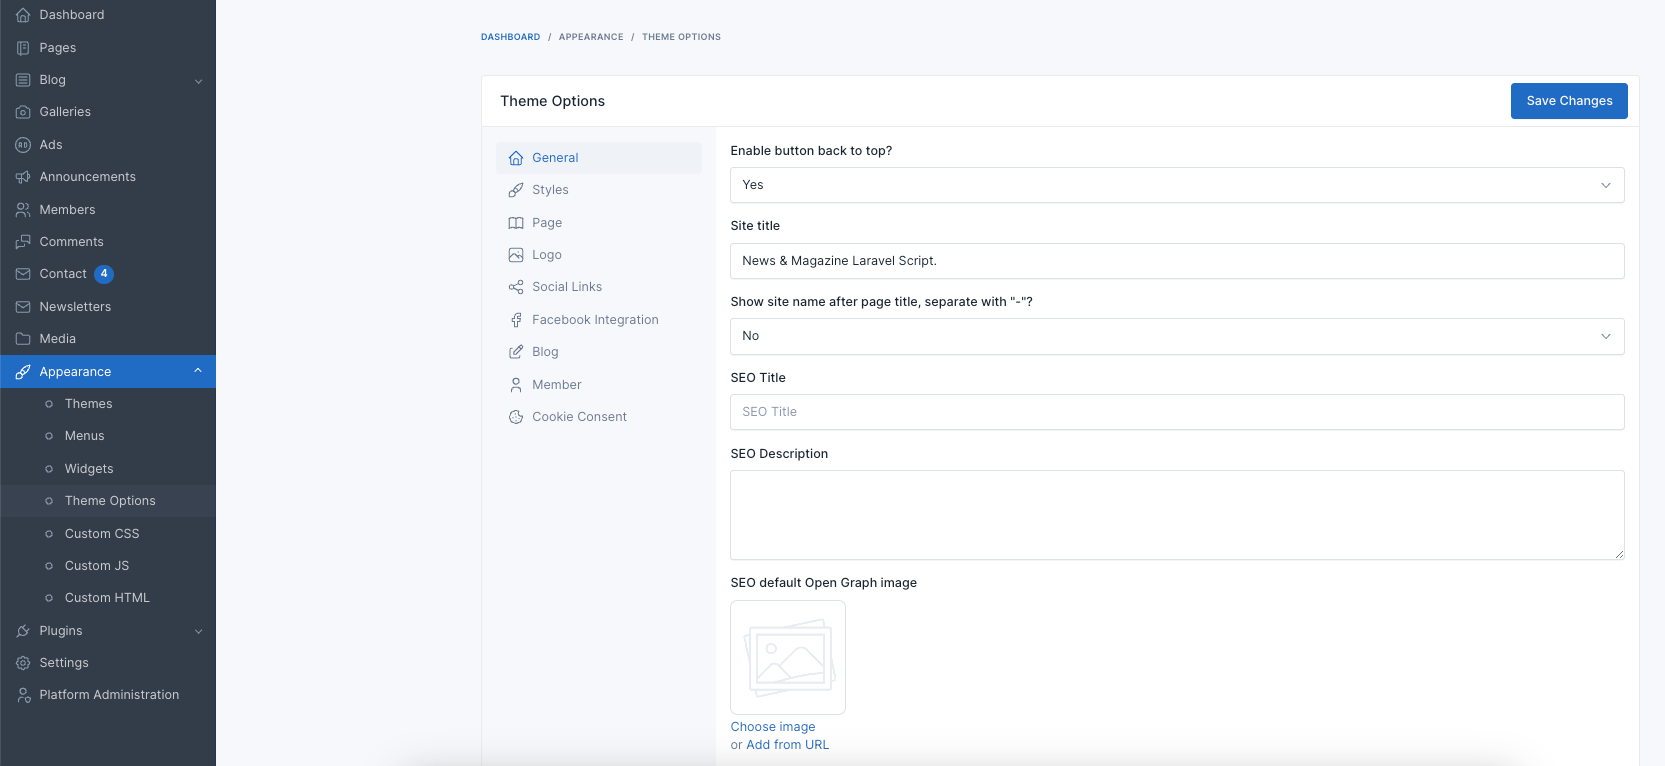 Dashboard
Pages
Blog
Galleries
Ads
Announcements
Members
Comments
Contact 4
Newsletters
Media
Appearance
Themes
Menus
Widgets
Theme Options
Custom CSS
Custom JS
Custom HTML
Plugins
Settings
Platform Administration
DASHBOARD / APPEARANCE / THEME OPTIONS
Theme Options
Save Changes
General
Styles
Page
Logo
Social Links
Facebook Integration
Blog
Member
Cookie Consent
Enable button back to top?
Yes
Site title
News & Magazine Laravel Script.
Show site name after page title, separate with "-"?
No
SEO Title
SEO Title
SEO Description
SEO default Open Graph image
Choose image
or Add from URL